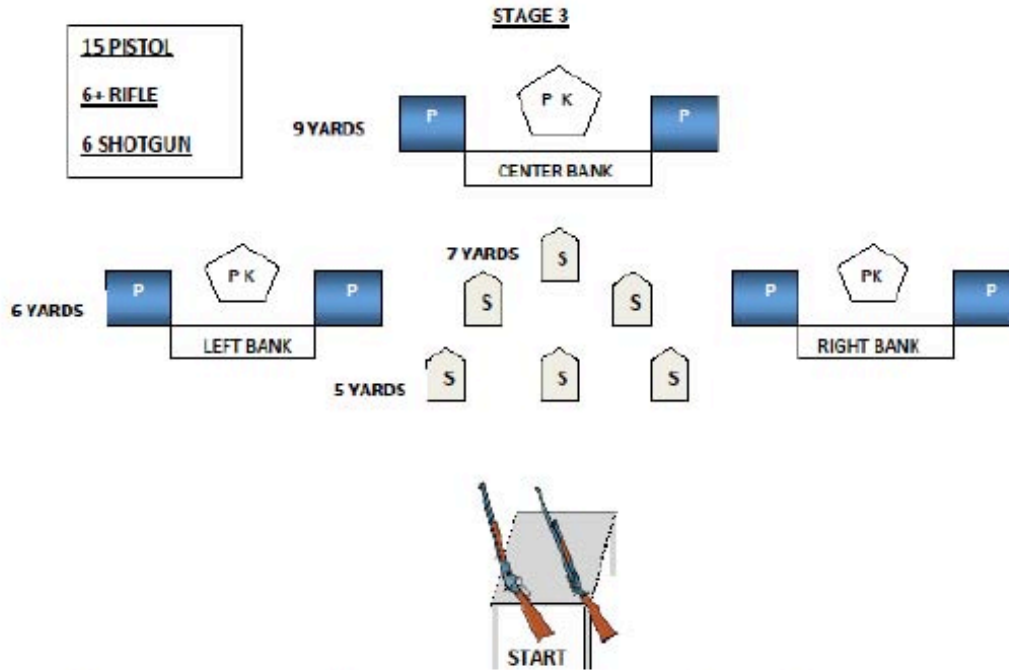 STAGE 3
15 PISTOL
6+ RIFLE
6 SHOTGUN
9 YARDS
P
P K
P
CENTER BANK
7 YARDS
S
6 YARDS
P
P K
P
S
S
P
PK
P
LEFT BANK
RIGHT BANK
5 YARDS
S
S
S
START